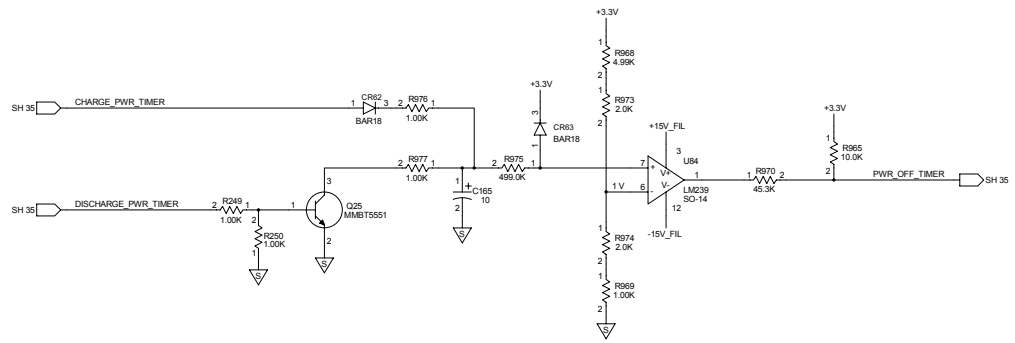 +3.3V
1
R968
4.99K
2
1
R973
2.0K
2
SH 35
CHARGE_PWR_TIMER
1
CR62
3
BAR18
2
R976
1
1.00K
+3.3V
3
CR63
BAR18
1
+15V_FIL
3
U84
V+
7
+
1 V
6
-
V-
1
LM239
SO-14
12
-15V_FIL
+3.3V
1
R965
10.0K
2
1
R970
2
45.3K
PWR_OFF_TIMER
SH 35
2
R977
1
1.00K
1
+
C165
10
2
2
R975
1
499.0K
SH 35
DISCHARGE_PWR_TIMER
2
R249
1
1.00K
2
R250
1.00K
1
S
3
1
Q25
MMBT5551
2
S
S
1
R974
2.0K
2
1
R969
1.00K
2
S